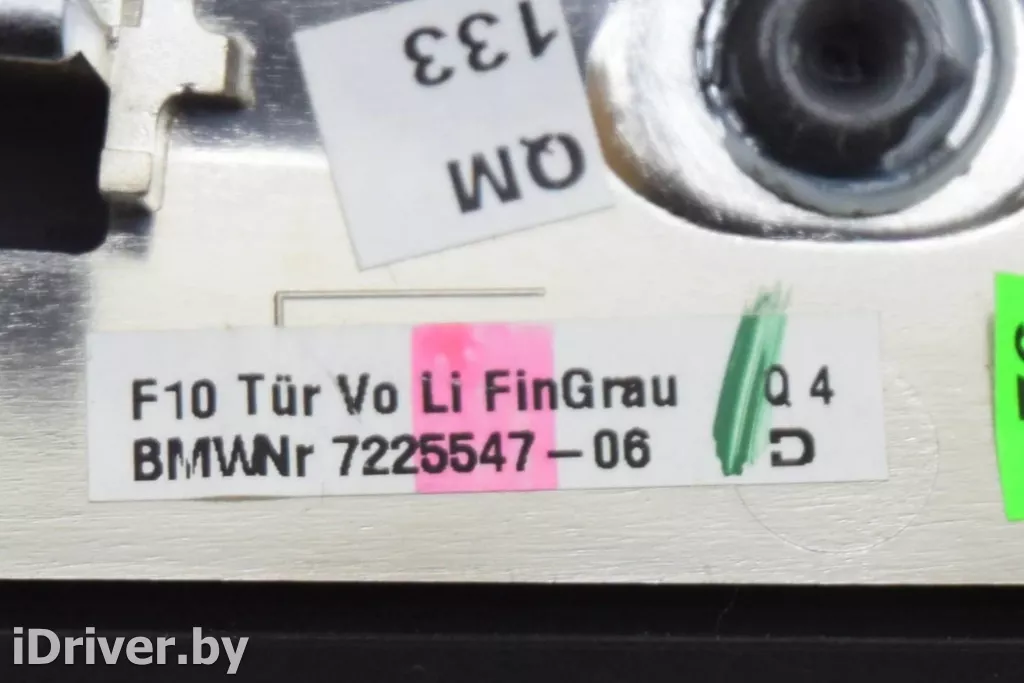 133
QM
F10 Tür Vo Li FinGrau Q 4
BMWNr 7225547-06 D
iDriver.by